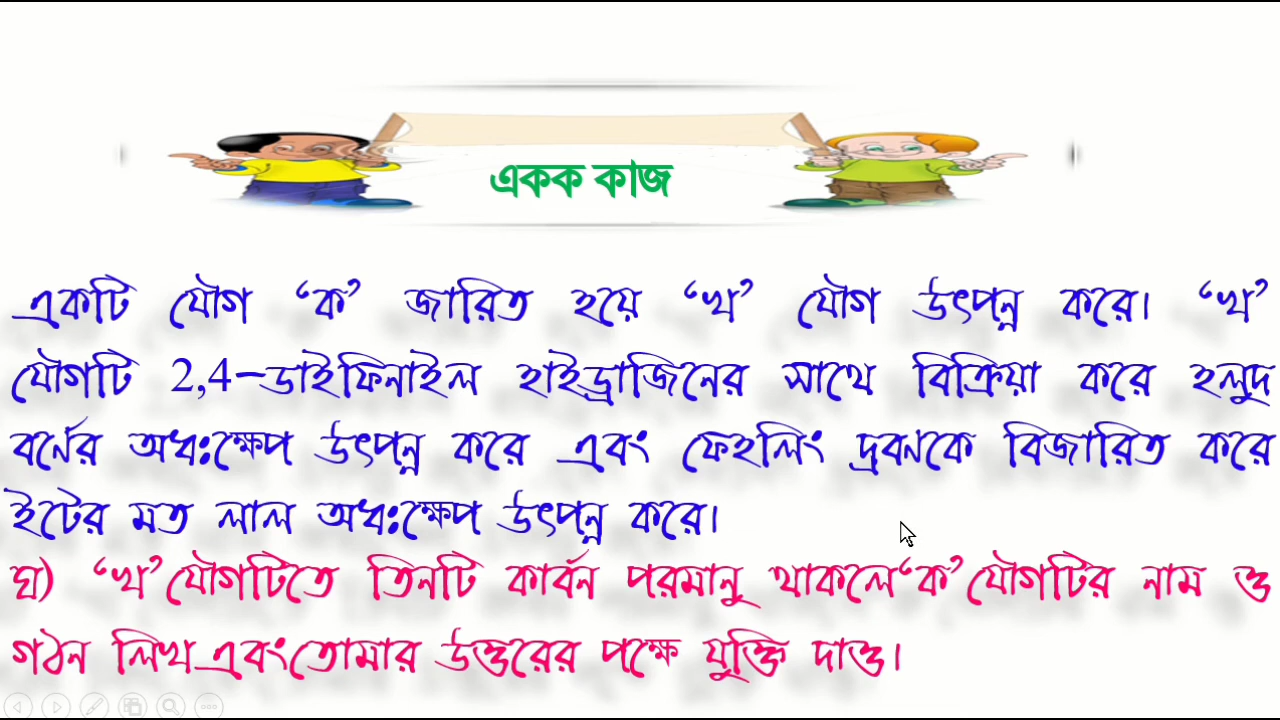 একক কাজ
একটি যৌগ ‘ক’ জারিত হয়ে ‘খ’ যৌগ উৎপন্ন করে। ‘খ’
যৌগটি 2,4–ডাইফিনাইল হাইড্রাজিনের সাথে বিক্রিয়া করে হলুদ
বর্ণের অধঃক্ষেপ উৎপন্ন করে এবং ফেহলিং দ্রবণকে বিজারিত করে
ইটের মত লাল অধঃক্ষেপ উৎপন্ন করে।
ঘ) ‘খ’যৌগটিতে তিনটি কার্বন পরমানু থাকলে‘ক’যৌগটির নাম ও
গঠন লিখ এবংতোমার উত্তরের পক্ষে যুক্তি দাও।